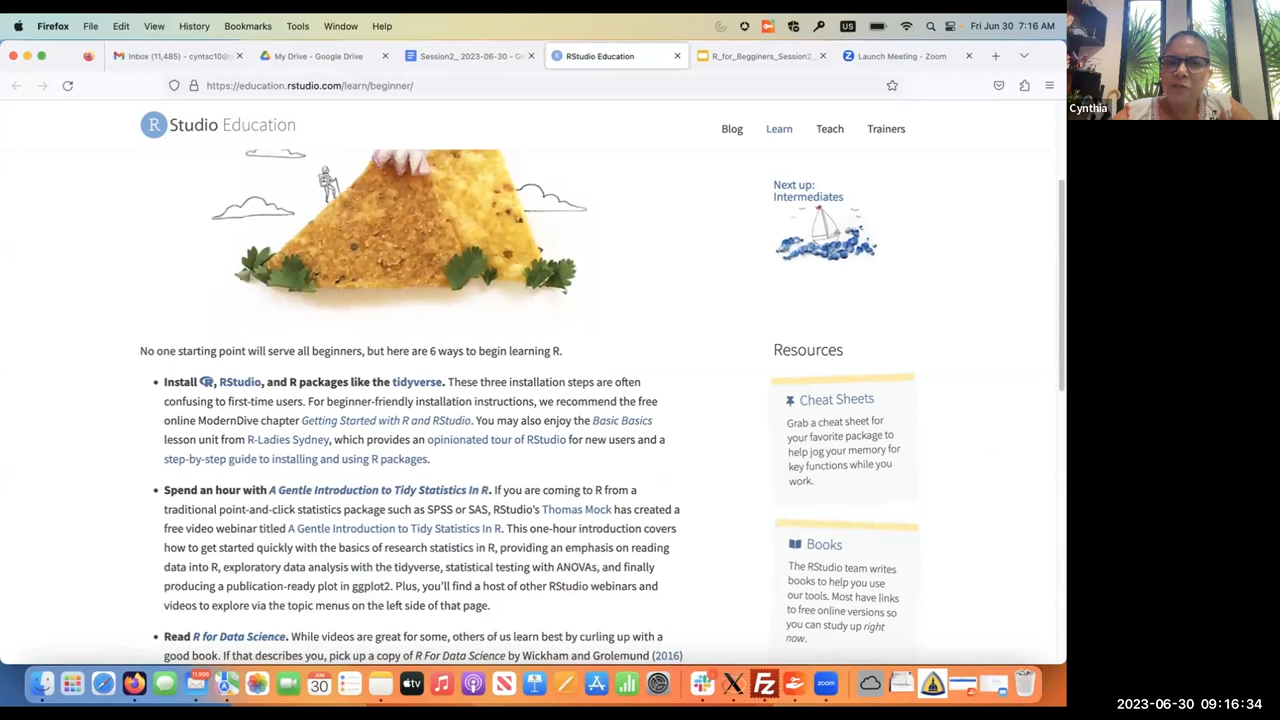 Firefox File Edit View History Bookmarks Tools Window Help US Fri Jun 30 7:16 AM
Inbox (11,485) - cyntsc10@ My Drive - Google Drive Session2_ 2023-06-30 - G RStudio Education R_for_Begginers_Session2_ Launch Meeting - Zoom
https://education.rstudio.com/learn/beginner/
Cynthia
R Studio Education Blog Learn Teach Trainers
Next up:
Intermediates
No one starting point will serve all beginners, but here are 6 ways to begin learning R.
Install R, RStudio, and R packages like the tidyverse. These three installation steps are often
confusing to first-time users. For beginner-friendly installation instructions, we recommend the free
online ModernDive chapter Getting Started with R and RStudio. You may also enjoy the Basic Basics
lesson unit from R-Ladies Sydney, which provides an opinionated tour of RStudio for new users and a
step-by-step guide to installing and using R packages.
Spend an hour with A Gentle Introduction to Tidy Statistics In R. If you are coming to R from a
traditional point-and-click statistics package such as SPSS or SAS, RStudio's Thomas Mock has created a
free video webinar titled A Gentle Introduction to Tidy Statistics In R. This one-hour introduction covers
how to get started quickly with the basics of research statistics in R, providing an emphasis on reading
data into R, exploratory data analysis with the tidyverse, statistical testing with ANOVAs, and finally
producing a publication-ready plot in ggplot2. Plus, you'll find a host of other RStudio webinars and
videos to explore via the topic menus on the left side of that page.
Read R for Data Science. While videos are great for some, others of us learn best by curling up with a
good book. If that describes you, pick up a copy of R For Data Science by Wickham and Grolemund (2016)
Resources
Cheat Sheets
Grab a cheat sheet for
your favorite package to
help jog your memory for
key functions while you
work.
Books
The RStudio team writes
books to help you use
our tools. Most have links
to free online versions so
you can study up right
now.
JUN
30
tv
zoom
2023-06-30 09:16:34